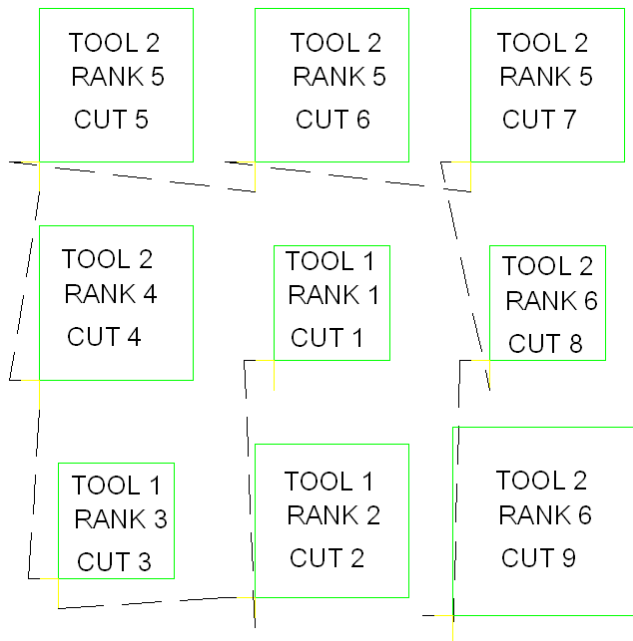 TOOL 2
RANK 5
CUT 5
TOOL 2
RANK 5
CUT 6
TOOL 2
RANK 5
CUT 7
TOOL 2
RANK 4
CUT 4
TOOL 1
RANK 1
CUT 1
TOOL 2
RANK 6
CUT 8
TOOL 1
RANK 3
CUT 3
TOOL 1
RANK 2
CUT 2
TOOL 2
RANK 6
CUT 9